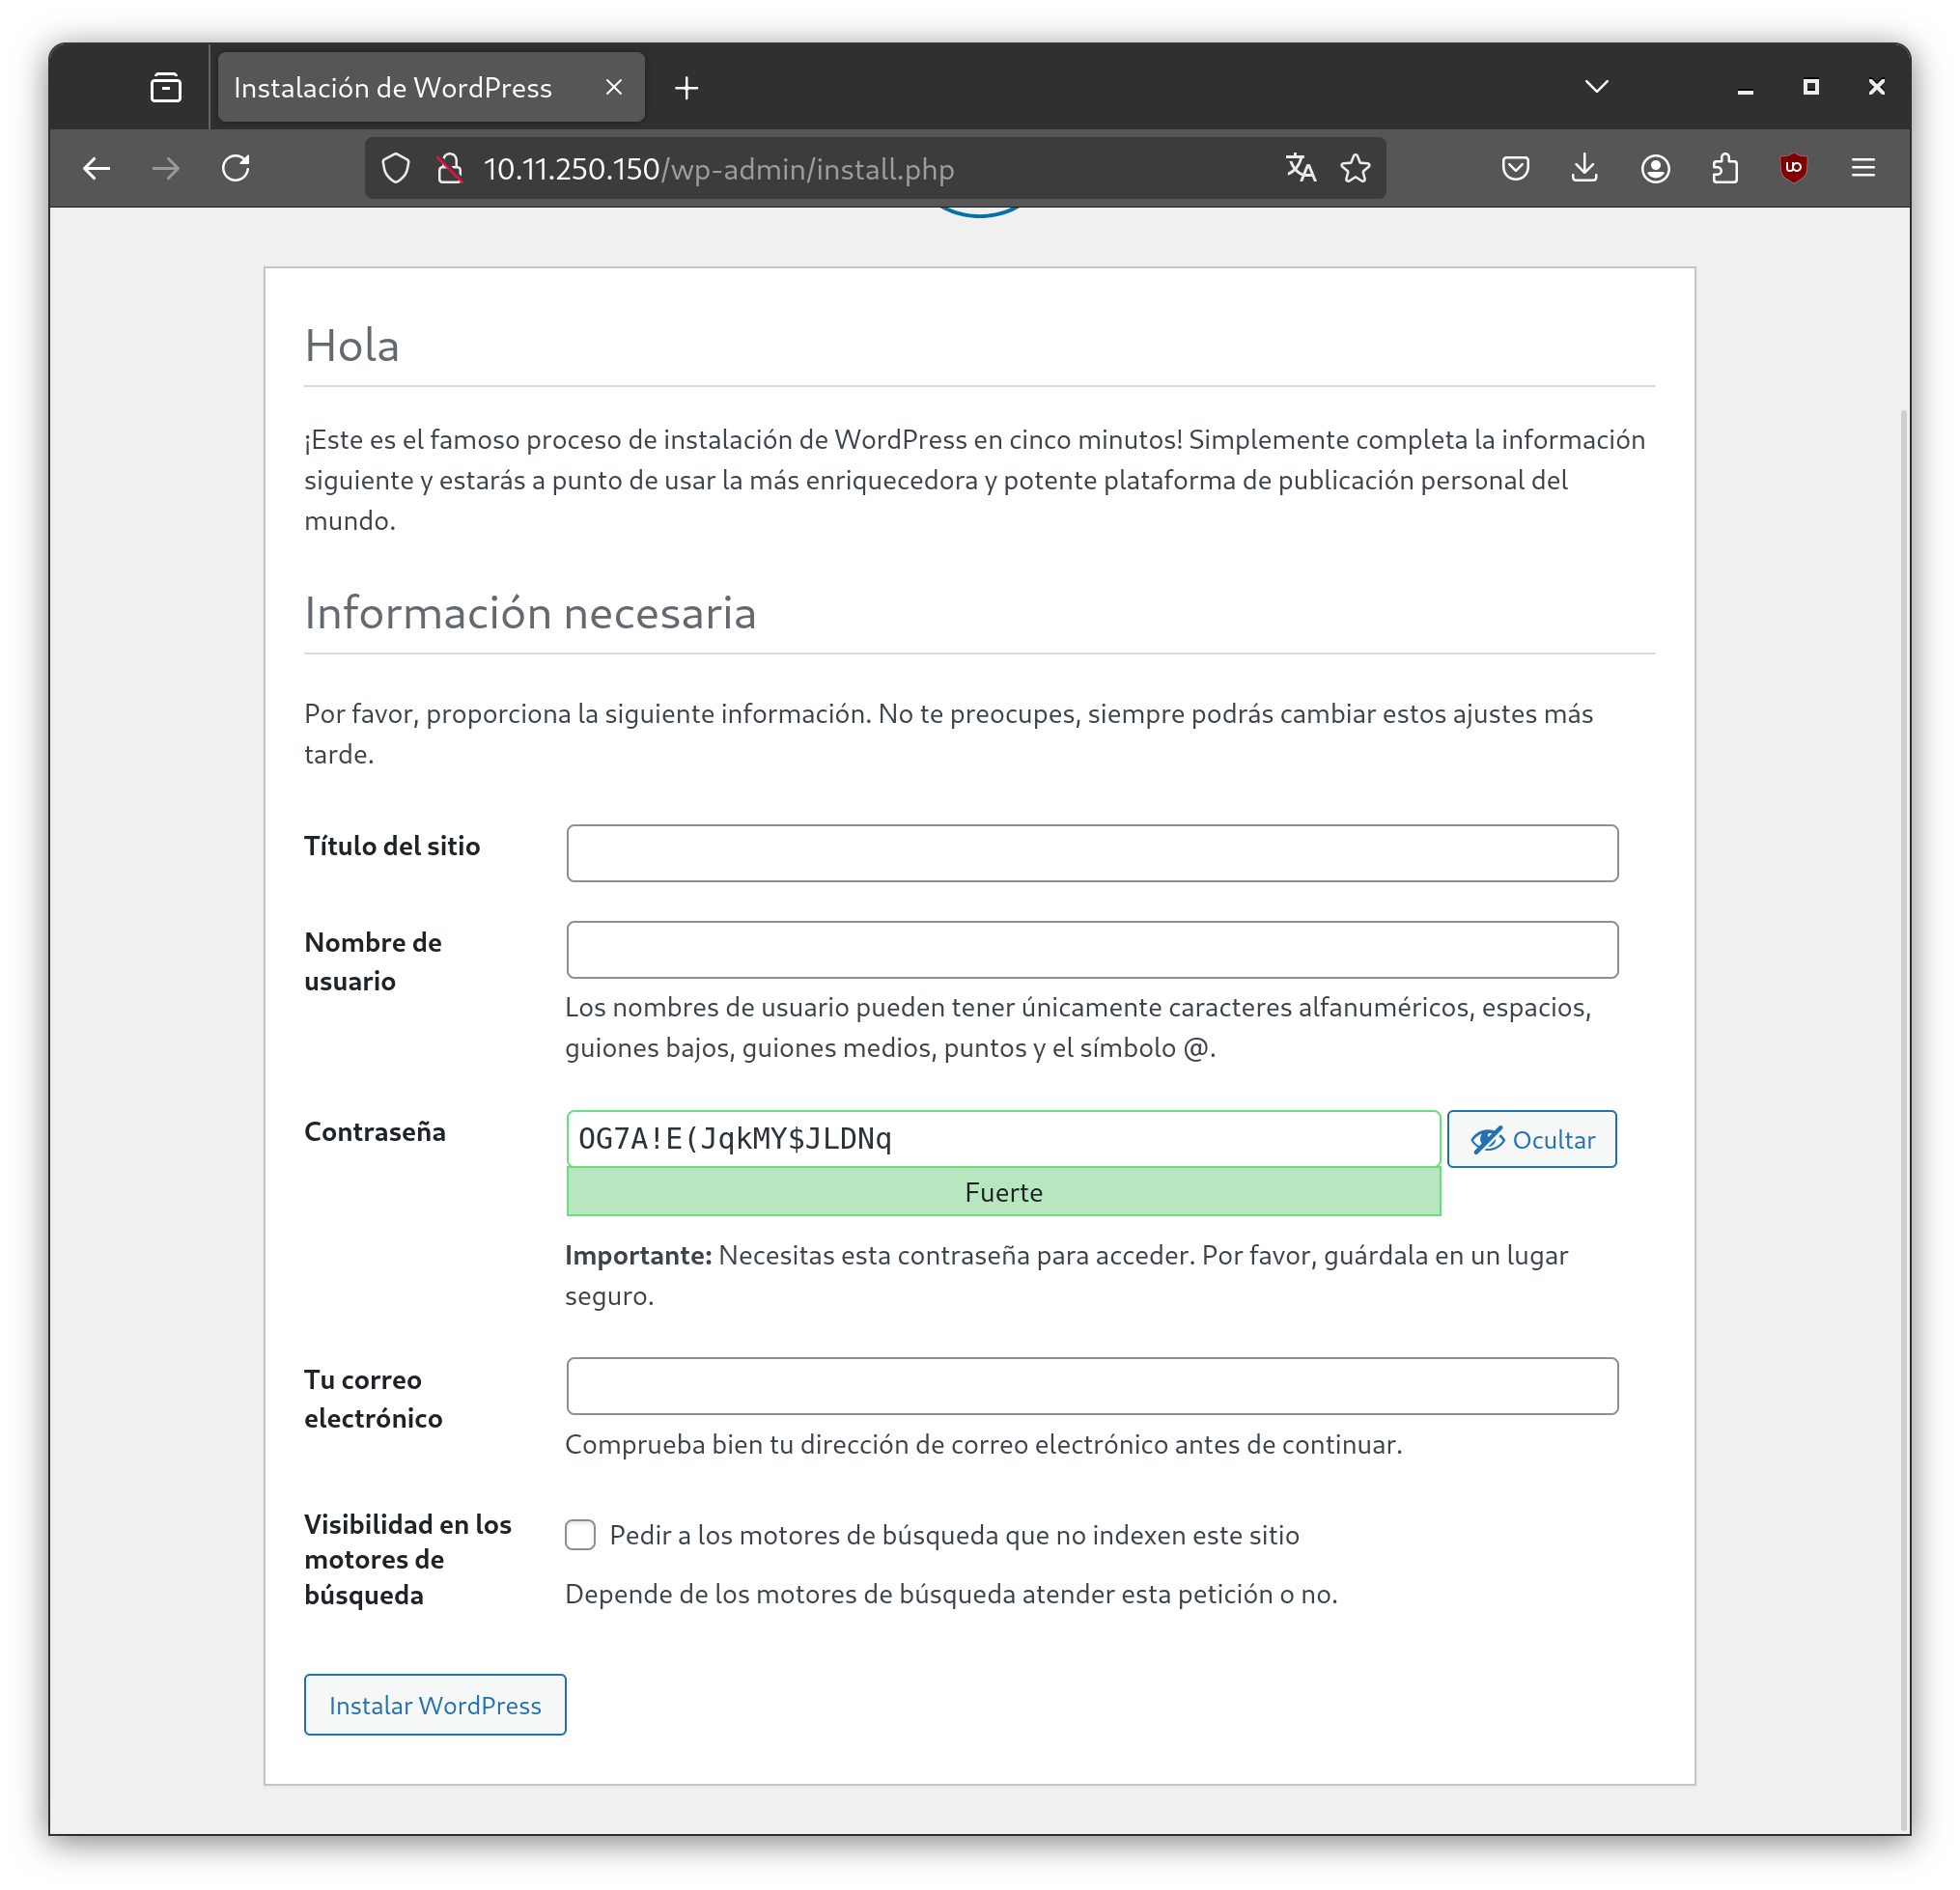 Instalación de WordPress
10.11.250.150/wp-admin/install.php
Hola
¡Este es el famoso proceso de instalación de WordPress en cinco minutos! Simplemente completa la información
siguiente y estarás a punto de usar la más enriquecedora y potente plataforma de publicación personal del
mundo.
Información necesaria
Por favor, proporciona la siguiente información. No te preocupes, siempre podrás cambiar estos ajustes más
tarde.
Título del sitio
Nombre de
usuario
Los nombres de usuario pueden tener únicamente caracteres alfanuméricos, espacios,
guiones bajos, guiones medios, puntos y el símbolo @.
Contraseña
OG7A!E(JqkMY$JLDNq
Ocultar
Fuerte
Importante: Necesitas esta contraseña para acceder. Por favor, guárdala en un lugar
seguro.
Tu correo
electrónico
Comprueba bien tu dirección de correo electrónico antes de continuar.
Visibilidad en los
motores de
búsqueda
Pedir a los motores de búsqueda que no indexen este sitio
Depende de los motores de búsqueda atender esta petición o no.
Instalar WordPress